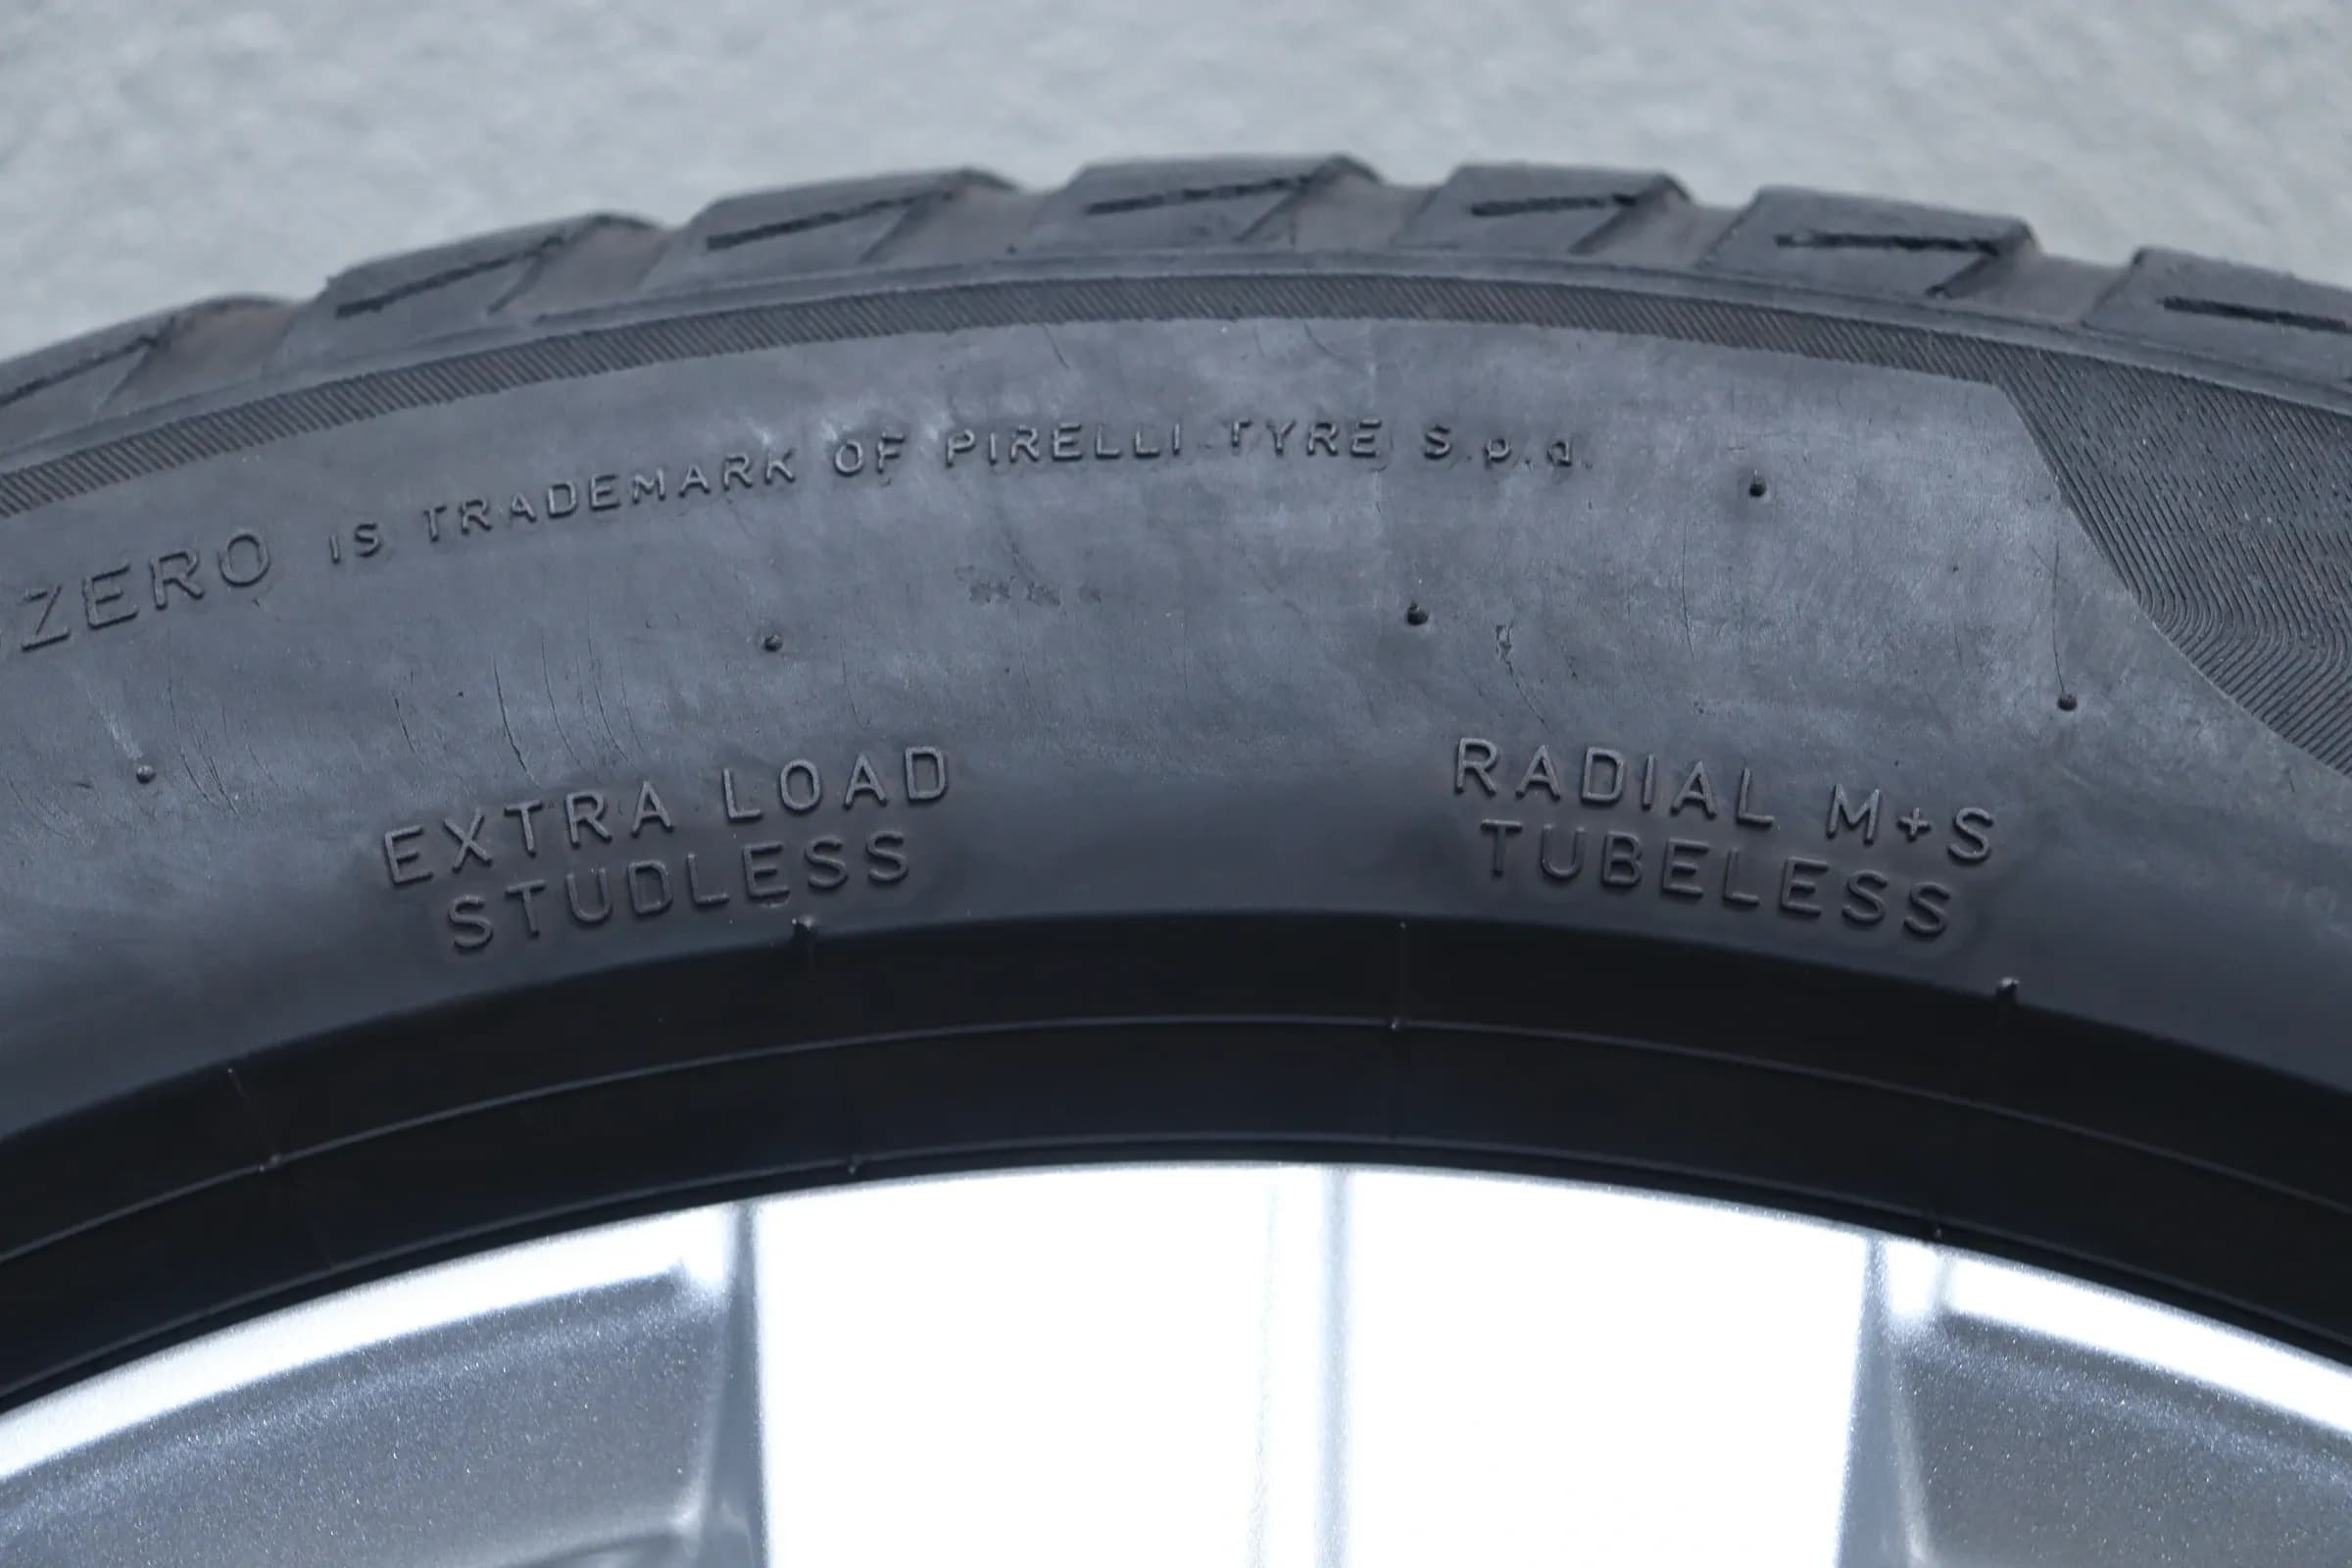 ZERO IS TRADEMARK OF PIRELLI TYRE S.p.a.
EXTRA LOAD
STUDLESS
RADIAL M+S
TUBELESS